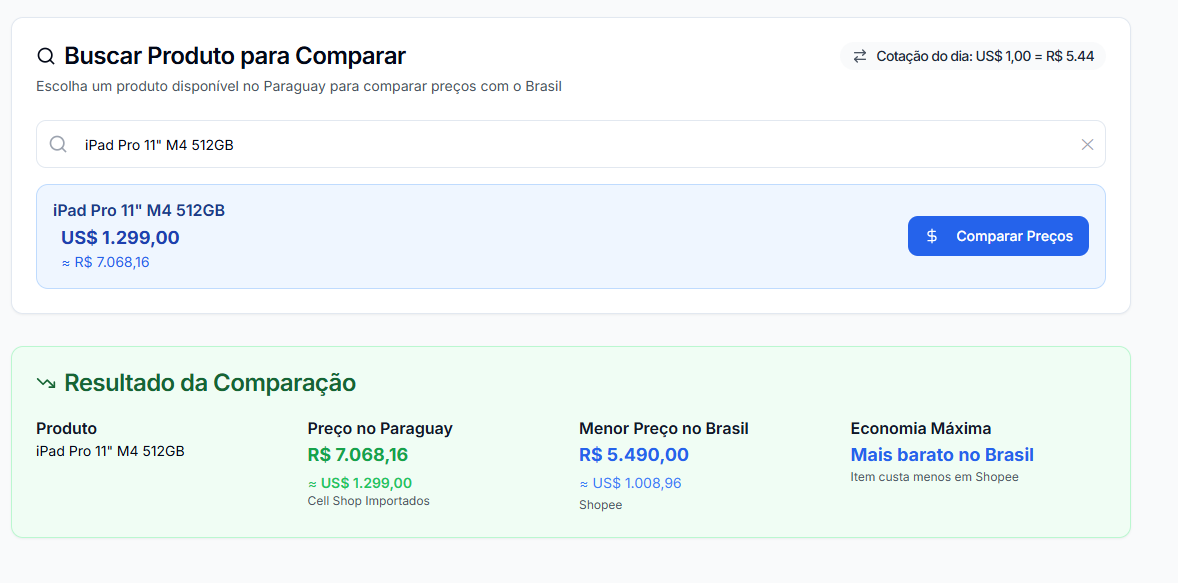 Buscar Produto para Comparar
Cotação do dia: US$ 1,00 = R$ 5.44
Escolha um produto disponível no Paraguay para comparar preços com o Brasil
iPad Pro 11" M4 512GB
iPad Pro 11" M4 512GB
US$ 1.299,00
≈ R$ 7.068,16
$ Comparar Preços
Resultado da Comparação
Produto
iPad Pro 11" M4 512GB
Preço no Paraguay
R$ 7.068,16
≈ US$ 1.299,00
Cell Shop Importados
Menor Preço no Brasil
R$ 5.490,00
≈ US$ 1.008,96
Shopee
Economia Máxima
Mais barato no Brasil
Item custa menos em Shopee